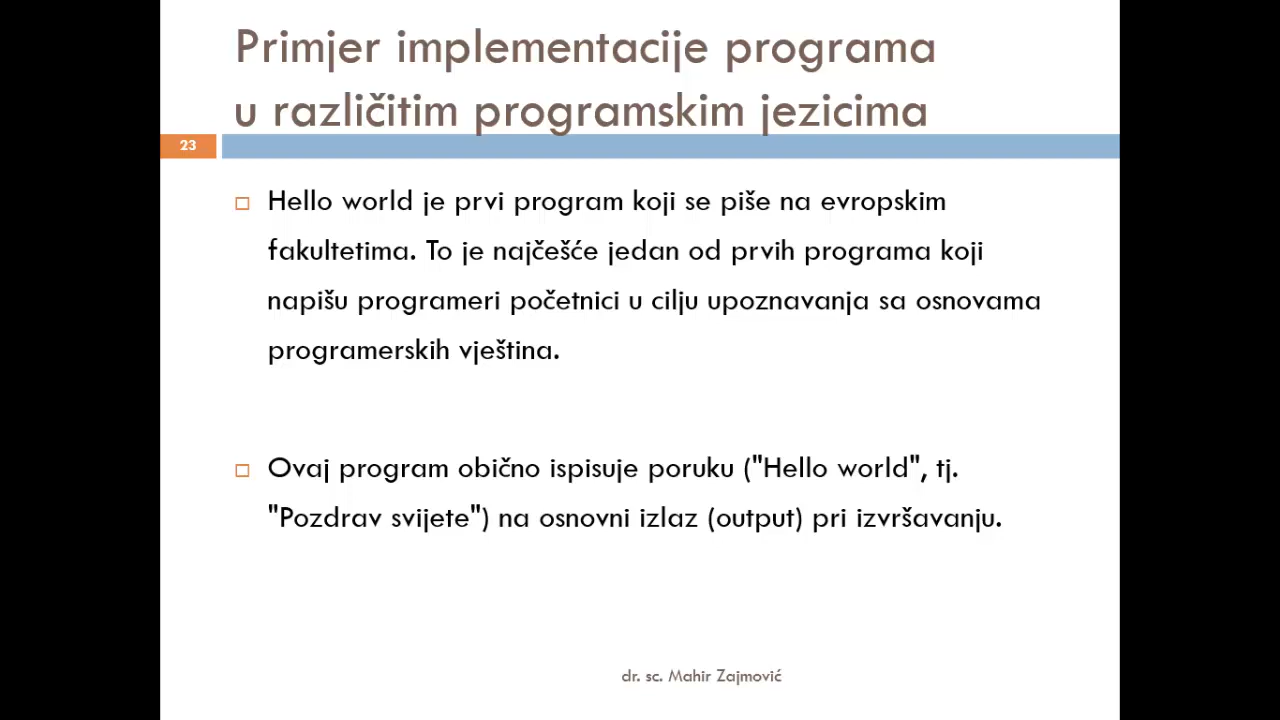 Primjer implementacije programa
u različitim programskim jezicima
23
Hello world je prvi program koji se piše na evropskim
fakultetima. To je najčešće jedan od prvih programa koji
napišu programeri početnici u cilju upoznavanja sa osnovama
programerskih vještina.
Ovaj program obično ispisuje poruku ("Hello world", tj.
"Pozdrav svijete") na osnovni izlaz (output) pri izvršavanju.
dr. sc. Mahir Zajmović